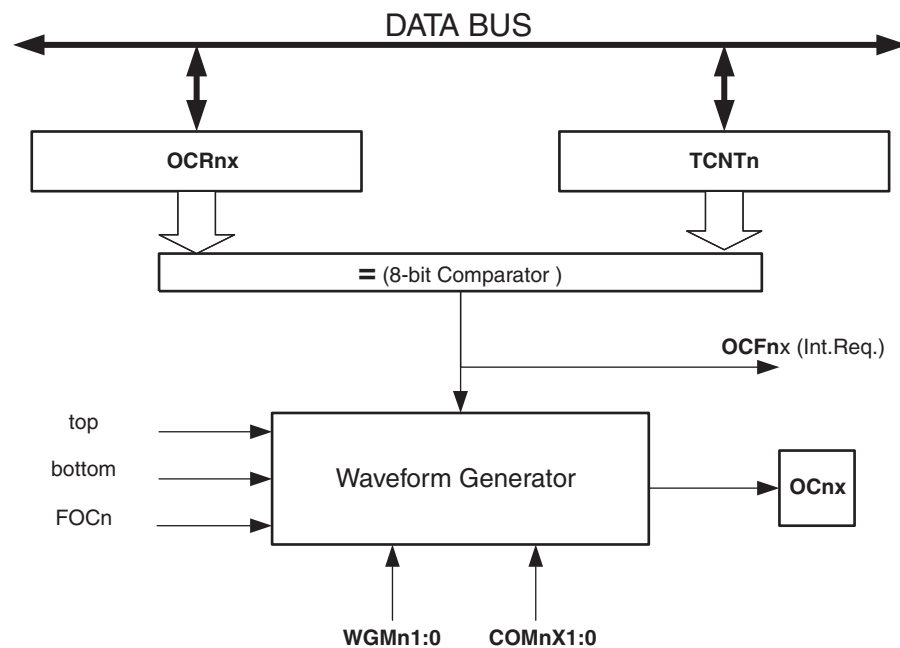 DATA BUS
OCRnx
TCNTn
= (8-bit Comparator )
OCFnx (Int.Req.)
top
bottom
FOCn
Waveform Generator
OCnx
WGMn1:0
COMnX1:0